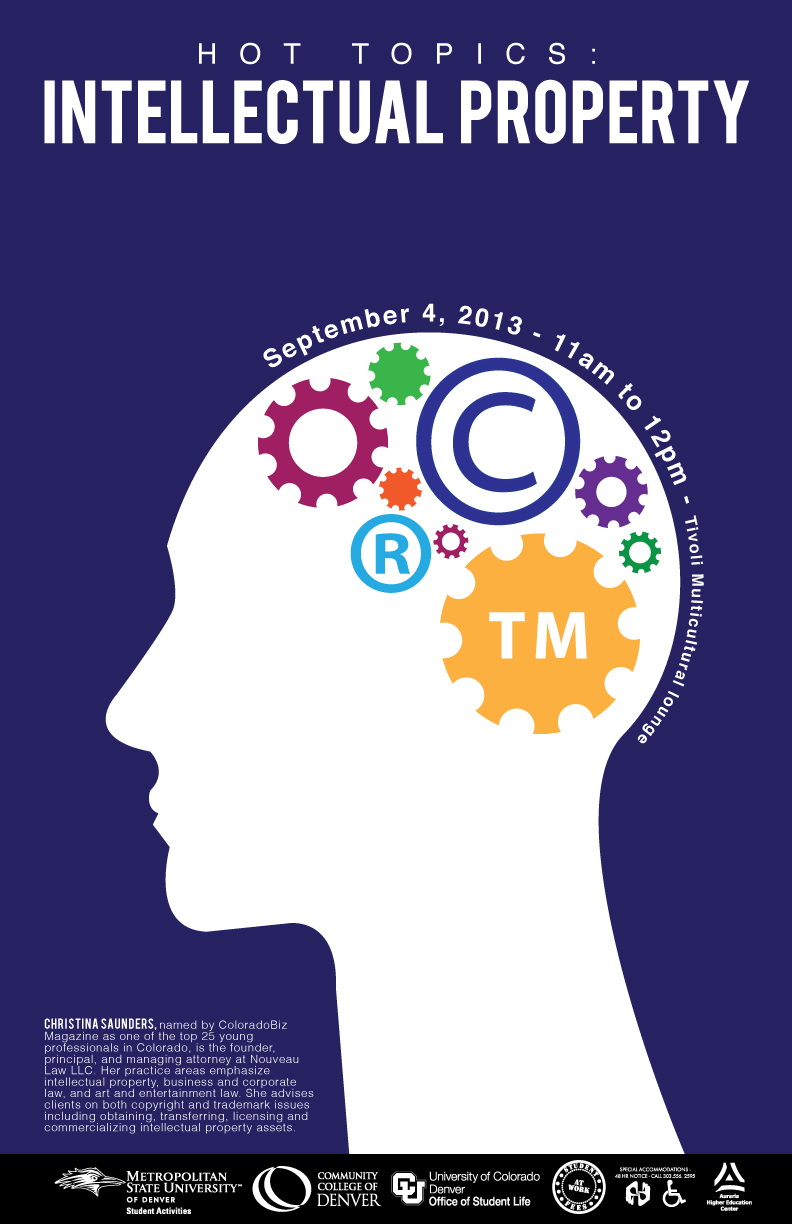 HOT TOPICS:
INTELLECTUAL PROPERTY
September 4, 2013 - 11am to 12pm - Tivoli Multicultural lounge
©
®
TM
CHRISTINA SAUNDERS, named by ColoradoBiz
Magazine as one of the top 25 young
professionals in Colorado, is the founder,
principal, and managing attorney at Nouveau
Law LLC. Her practice areas emphasize
intellectual property, business and corporate
law, and art and entertainment law. She advises
clients on both copyright and trademark issues
including obtaining, transferring, licensing and
commercializing intellectual property assets.
METROPOLITAN
STATE UNIVERSITY™
OF DENVER
Student Activities
COMMUNITY
COLLEGE OF
DENVER
CU
University of Colorado
Denver
Office of Student Life
STUDENT
AT
WORK
FEES
SPECIAL ACCOMMODATIONS -
48 HR NOTICE - CALL 303.556. 2595
Auraria
Higher Education
Center